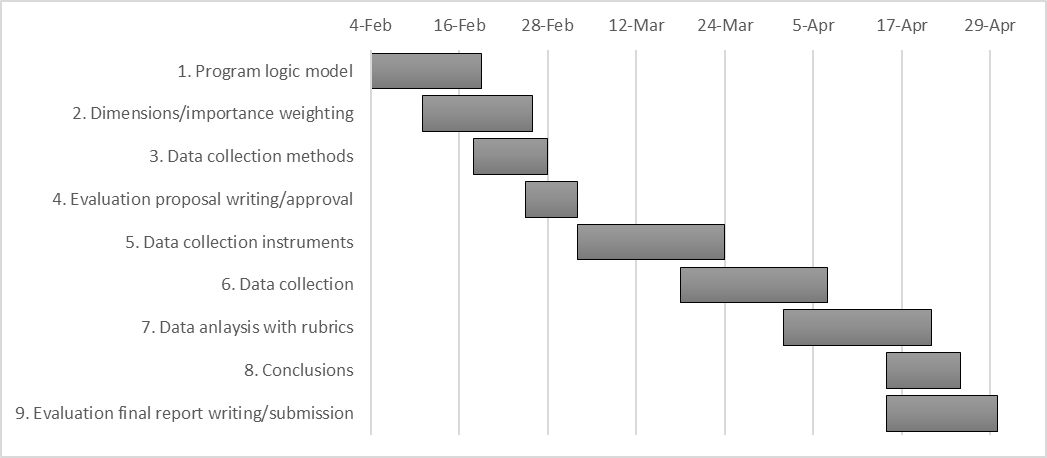 4-Feb 16-Feb 28-Feb 12-Mar 24-Mar 5-Apr 17-Apr 29-Apr
1. Program logic model
2. Dimensions/importance weighting
3. Data collection methods
4. Evaluation proposal writing/approval
5. Data collection instruments
6. Data collection
7. Data anlaysis with rubrics
8. Conclusions
9. Evaluation final report writing/submission